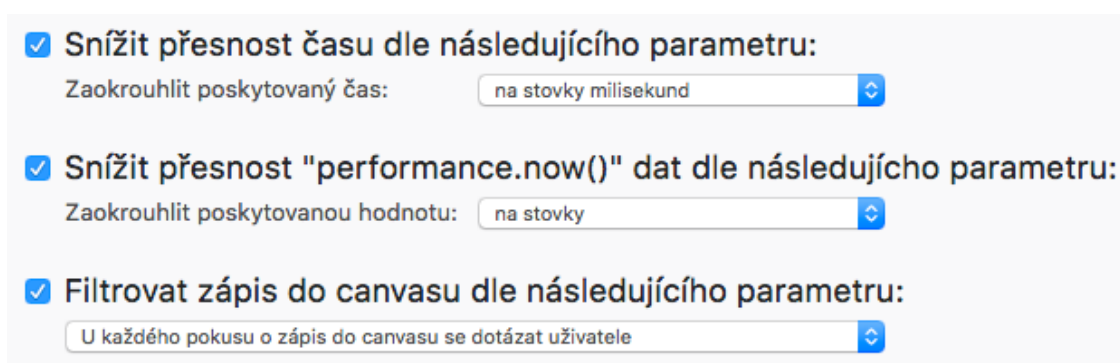 Snížit přesnost času dle následujícího parametru:
Zaokrouhlit poskytovaný čas: na stovky milisekund
Snížit přesnost "performance.now()" dat dle následujícho parametru:
Zaokrouhlit poskytovanou hodnotu: na stovky
Filtrovat zápis do canvasu dle následujícího parametru:
U každého pokusu o zápis do canvasu se dotázat uživatele